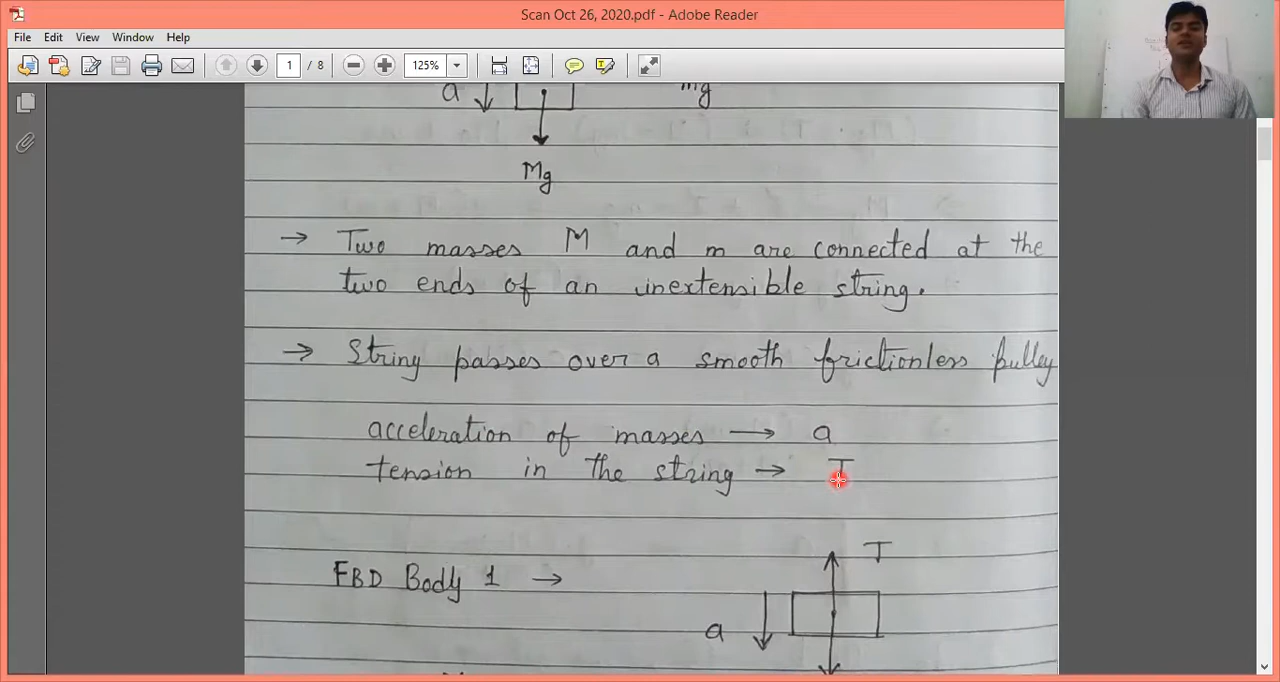 Scan Oct 26, 2020.pdf - Adobe Reader
File Edit View Window Help
1 / 8 125%
a mg
Mg
→ Two masses M and m are connected at the
two ends of an inextensible string.
→ String passes over a smooth frictionless pulley
acceleration of masses → a
tension in the string → T
T
FBD Body 1 →
a